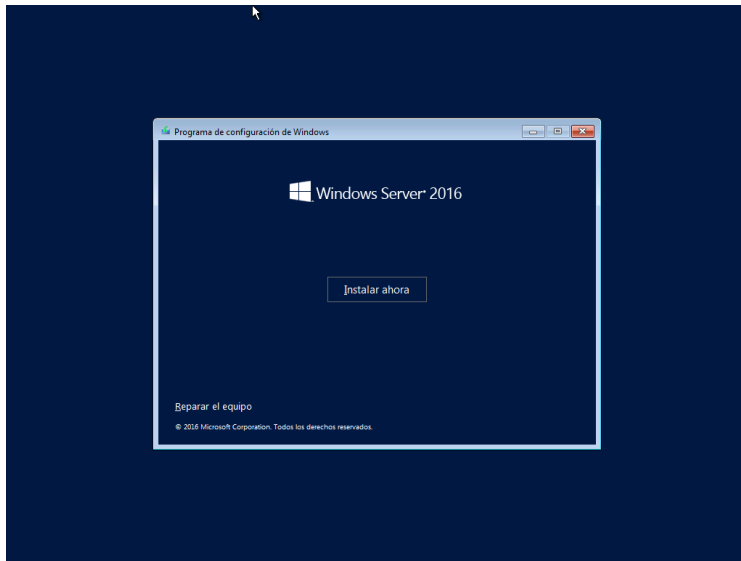 Programa de configuración de Windows
Windows Server 2016
Instalar ahora
Reparar el equipo
© 2016 Microsoft Corporation. Todos los derechos reservados.